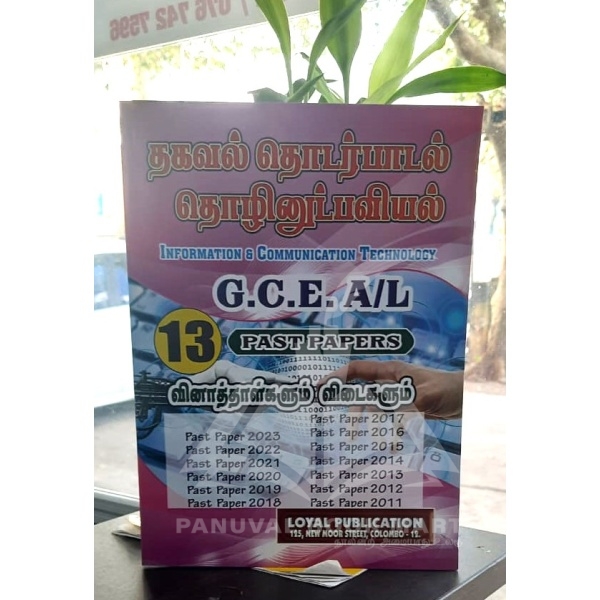 076 742 7596
தகவல் தொடர்பாடல்
தொழினுட்பவியல்
INFORMATION & COMMUNICATION TECHNOLOGY
G.C.E. A/L
13
PAST PAPERS
வினாத்தாள்களும் விடைகளும்
Past Paper 2023
Past Paper 2022
Past Paper 2021
Past Paper 2020
Past Paper 2019
Past Paper 2018
Past Paper 2017
Past Paper 2016
Past Paper 2015
Past Paper 2014
Past Paper 2013
Past Paper 2012
Past Paper 2011
LOYAL PUBLICATION
125, NEW MOOR STREET, COLOMBO - 12.